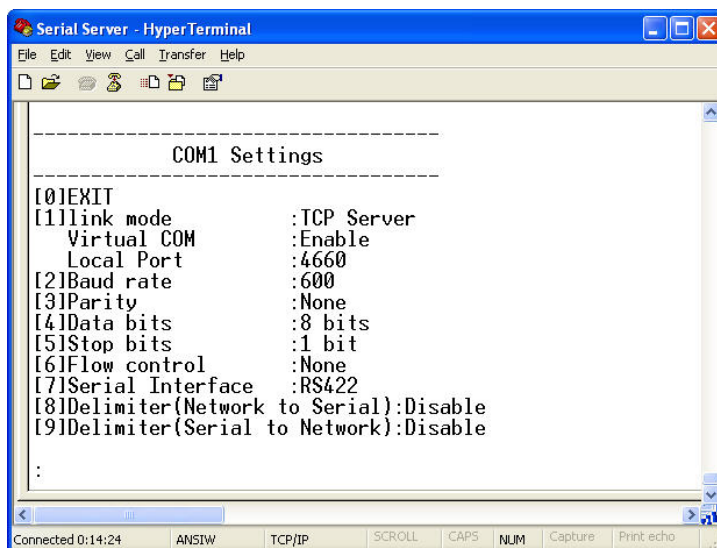 Serial Server - HyperTerminal
File Edit View Call Transfer Help
COM1 Settings
[0]EXIT
[1]link mode :TCP Server
Virtual COM :Enable
Local Port :4660
[2]Baud rate :600
[3]Parity :None
[4]Data bits :8 bits
[5]Stop bits :1 bit
[6]Flow control :None
[7]Serial Interface :RS422
[8]Delimiter(Network to Serial):Disable
[9]Delimiter(Serial to Network):Disable
:
Connected 0:14:24 ANSIW TCP/IP SCROLL CAPS NUM Capture Print echo